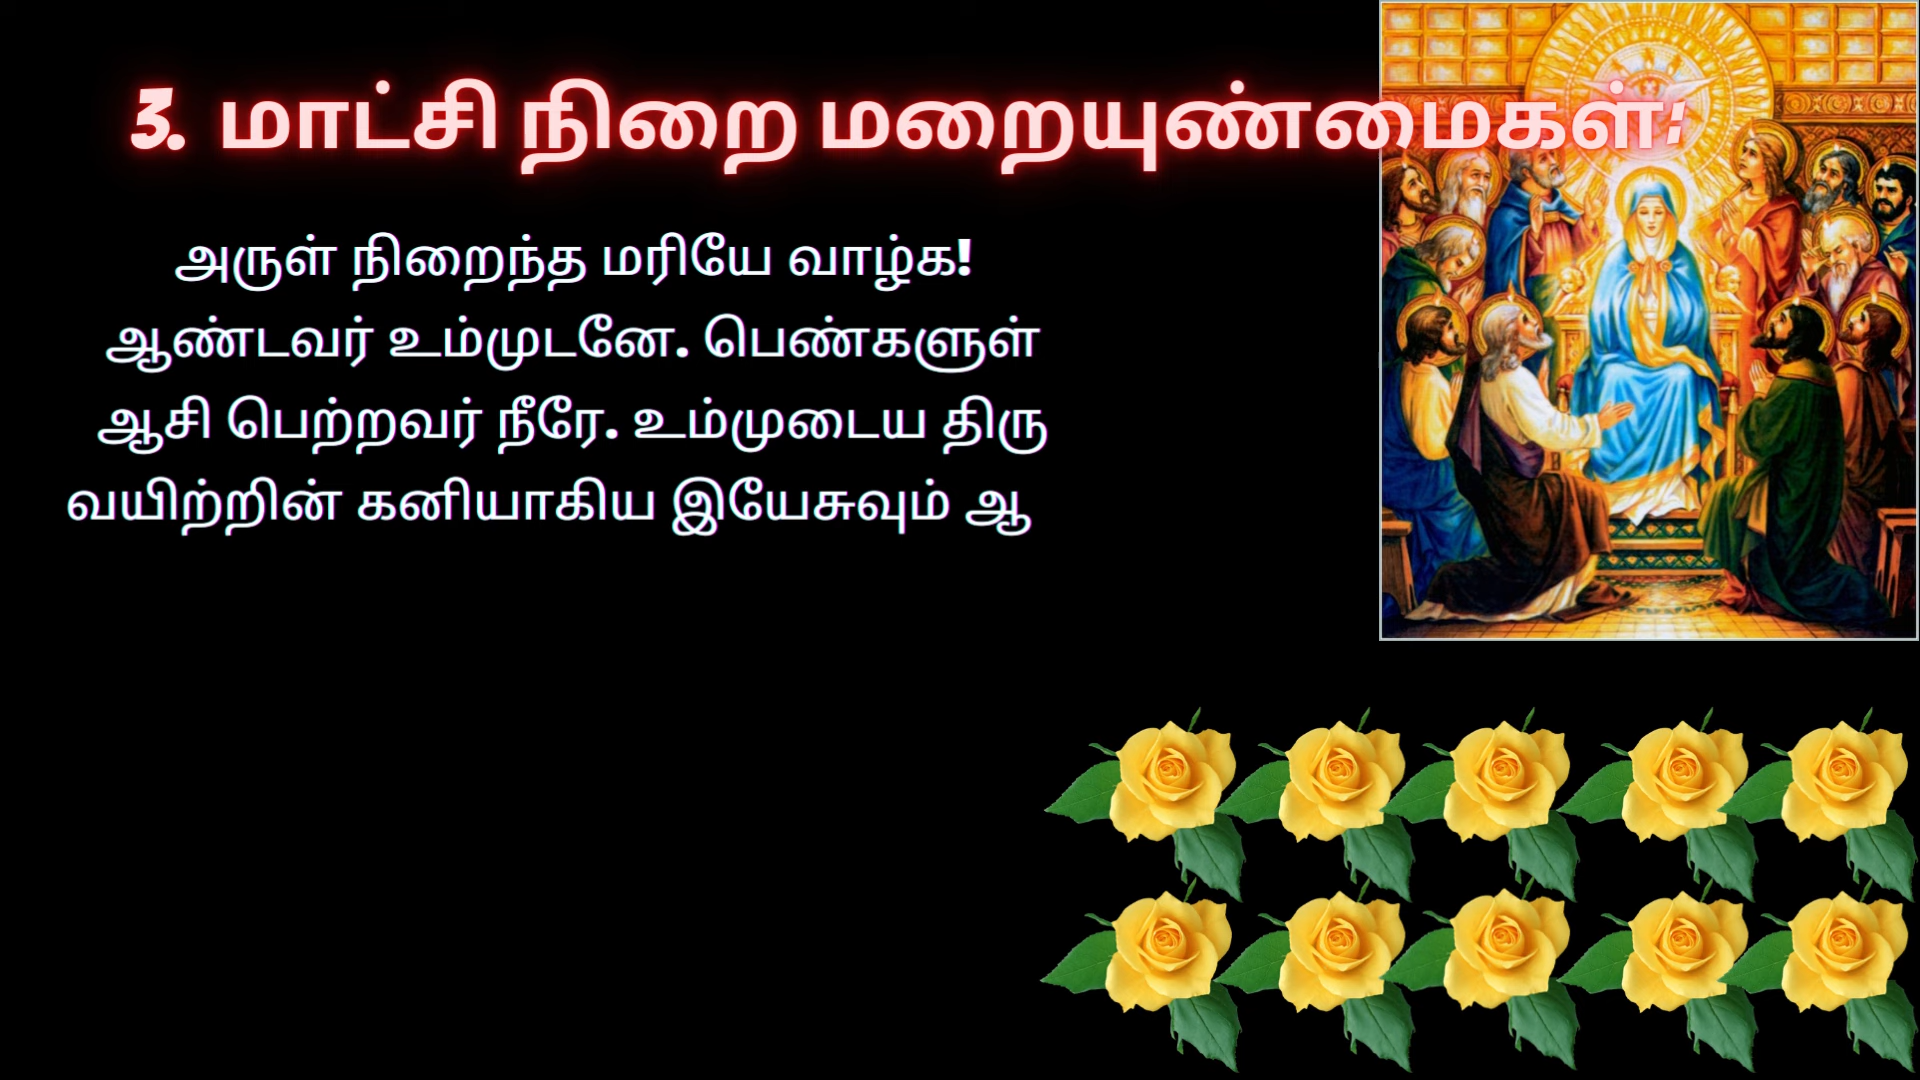 3. மாட்சி நிறை மறையுண்மைகள்:
அருள் நிறைந்த மரியே வாழ்க!
ஆண்டவர் உம்முடனே. பெண்களுள்
ஆசி பெற்றவர் நீரே. உம்முடைய திரு
வயிற்றின் கனியாகிய இயேசுவும் ஆ